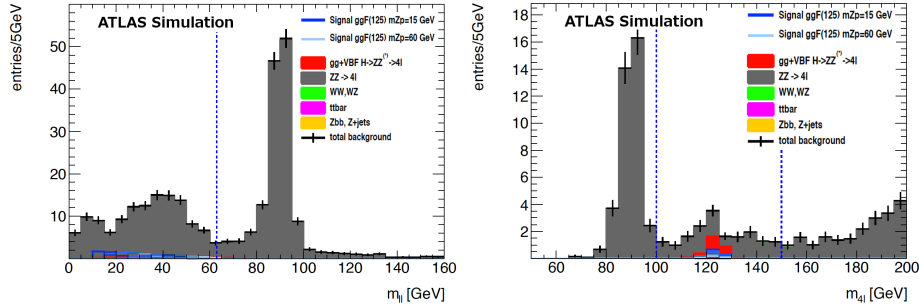 ATLAS Simulation
entries/5GeV
Signal ggF(125) mZp=15 GeV
Signal ggF(125) mZp=60 GeV
gg+VBF H->ZZ(*)->4l
ZZ -> 4l
WW,WZ
ttbar
Zbb, Z+jets
total background
50
40
30
20
10
0 20 40 60 80 100 120 140 160
mll [GeV]
ATLAS Simulation
entries/5GeV
Signal ggF(125) mZp=15 GeV
Signal ggF(125) mZp=60 GeV
gg+VBF H->ZZ(*)->4l
ZZ -> 4l
WW,WZ
ttbar
Zbb, Z+jets
total background
18
16
14
12
10
8
6
4
2
60 80 100 120 140 160 180 200
m4l [GeV]